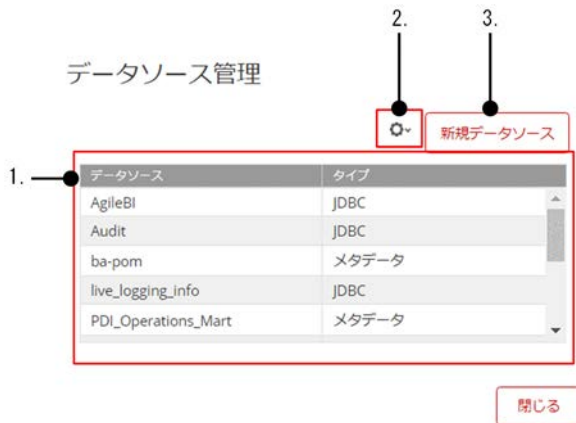 2. 3.
データソース管理
新規データソース
1.
データソース タイプ
AgileBI JDBC
Audit JDBC
ba-pom メタデータ
live_logging_info JDBC
PDI_Operations_Mart メタデータ
閉じる